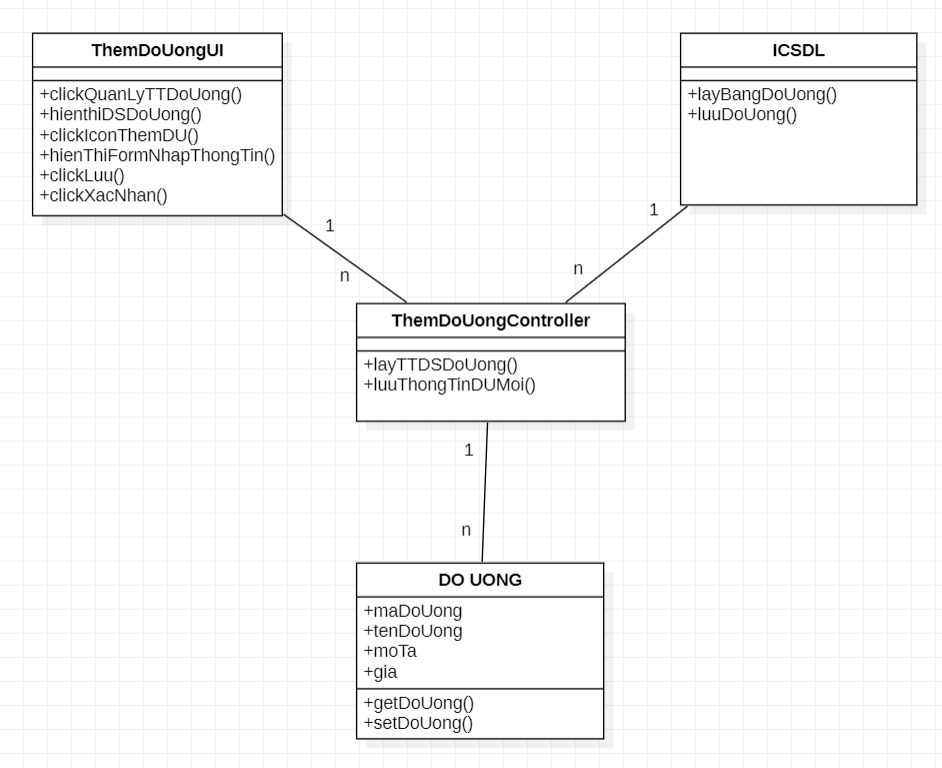 ThemDoUongUI
+clickQuanLyTTDoUong()
+hienthiDSDoUong()
+clickIconThemDU()
+hienThiFormNhapThongTin()
+clickLuu()
+clickXacNhan()
ICSDL
+layBangDoUong()
+luuDoUong()
1
n
1
n
ThemDoUongController
+layTTDSDoUong()
+luuThongTinDUMoi()
1
n
DO UONG
+maDoUong
+tenDoUong
+moTa
+gia
+getDoUong()
+setDoUong()